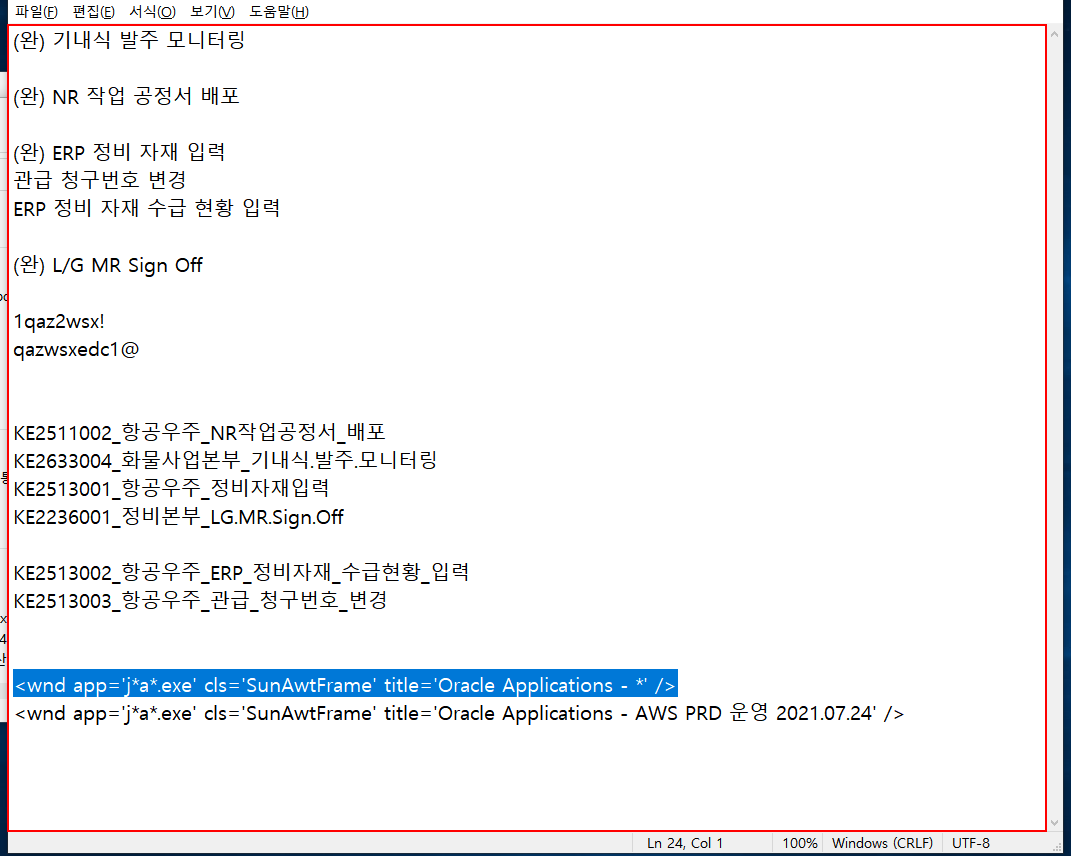 파일(F) 편집(E) 서식(O) 보기(V) 도움말(H)
(완) 기내식 발주 모니터링
(완) NR 작업 공정서 배포
(완) ERP 정비 자재 입력
관급 청구번호 변경
ERP 정비 자재 수급 현황 입력
(완) L/G MR Sign Off
1qaz2wsx!
qazwsxedc1@
KE2511002_항공우주_NR작업공정서_배포
KE2633004_화물사업본부_기내식.발주.모니터링
KE2513001_항공우주_정비자재입력
KE2236001_정비본부_LG.MR.Sign.Off
KE2513002_항공우주_ERP_정비자재_수급현황_입력
KE2513003_항공우주_관급_청구번호_변경
<wnd app='j*a*.exe' cls='SunAwtFrame' title='Oracle Applications - *' />
<wnd app='j*a*.exe' cls='SunAwtFrame' title='Oracle Applications - AWS PRD 운영 2021.07.24' />
Ln 24, Col 1 100% Windows (CRLF) UTF-8